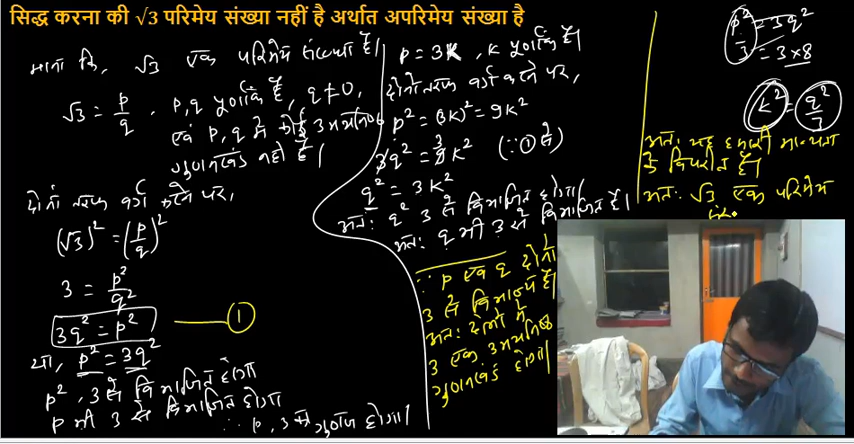 सिद्ध करना की √3 परिमेय संख्या नहीं है अर्थात अपरिमेय संख्या है
माना कि, √3 एक परिमेय संख्या है।
√3 = p/q, p,q पूर्णांक हैं, q≠0,
एवं p, q में कोई उभयनिष्ठ
गुणनखंड नहीं है।
दोनों तरफ वर्ग करने पर,
(√3)² = (p/q)²
3 = p²/q²
3q² = p² —— ①
या, p² = 3q²
p², 3 से विभाजित होगा
p भी 3 से विभाजित होगा
∴ p, 3 का गुणज होगा।
p = 3k, k पूर्णांक है।
दोनों तरफ वर्ग करने पर,
p² = (3k)² = 9k²
3q² = 9k² (∵ ① से)
q² = 3k²
अतः q² 3 से विभाजित होगा।
अतः q भी 3 से विभाजित है।
∵ p एवं q दोनों
3 से विभाज्य हैं।
अतः दोनों में
3 एक उभयनिष्ठ
गुणनखंड होगा।
p²/3 = 3q²
= 3×8
k² = q²/3
अतः यह हमारी मान्यता
के विपरीत है।
अतः √3 एक परिमेय